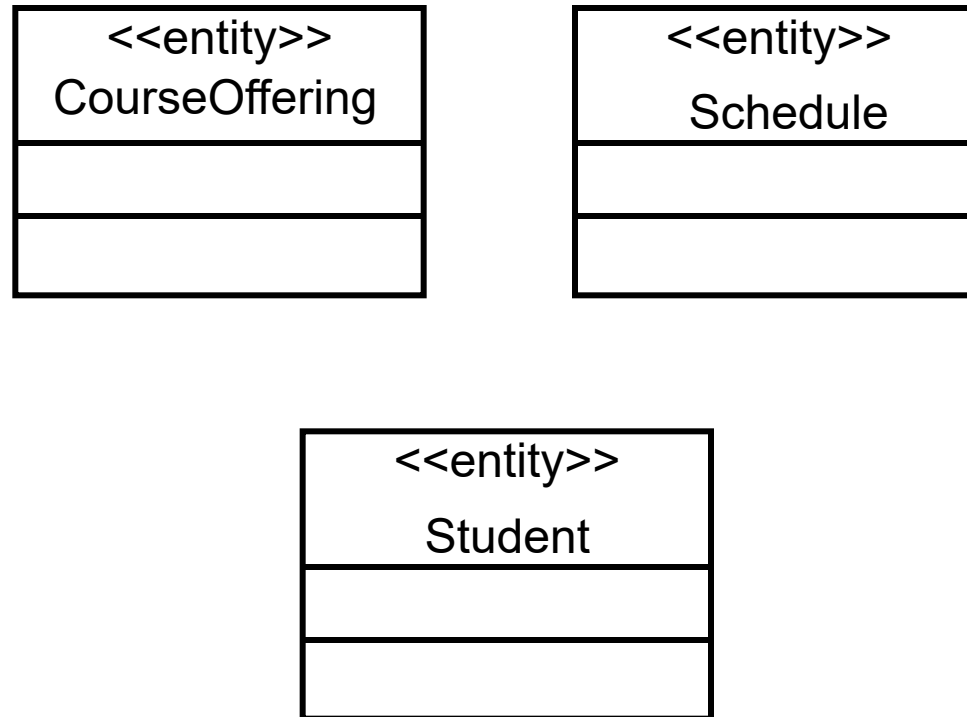 <<entity>>
CourseOffering
<<entity>>
Schedule
<<entity>>
Student